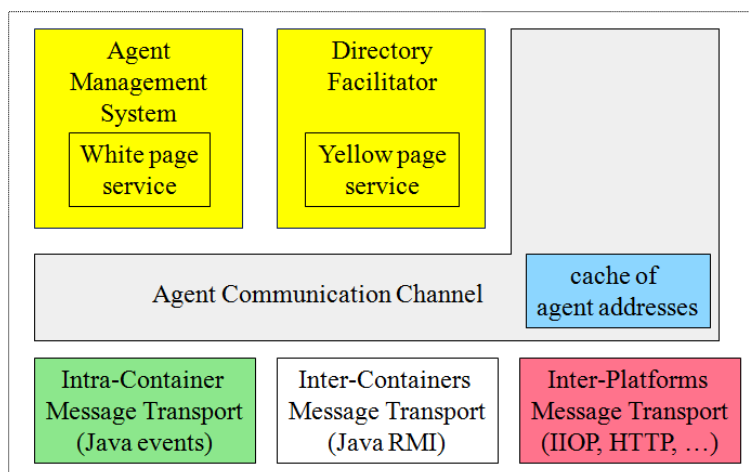 Agent
Management
System
White page
service
Directory
Facilitator
Yellow page
service
Agent Communication Channel
cache of
agent addresses
Intra-Container
Message Transport
(Java events)
Inter-Containers
Message Transport
(Java RMI)
Inter-Platforms
Message Transport
(IIOP, HTTP, …)